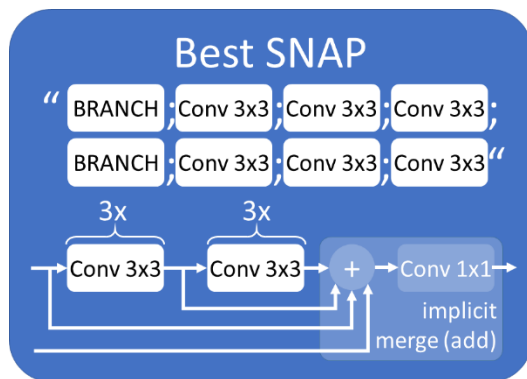 Best SNAP
“ BRANCH ; Conv 3x3 ; Conv 3x3 ; Conv 3x3 ;
BRANCH ; Conv 3x3 ; Conv 3x3 ; Conv 3x3 “
3x 3x
Conv 3x3 Conv 3x3 + Conv 1x1
implicit
merge (add)